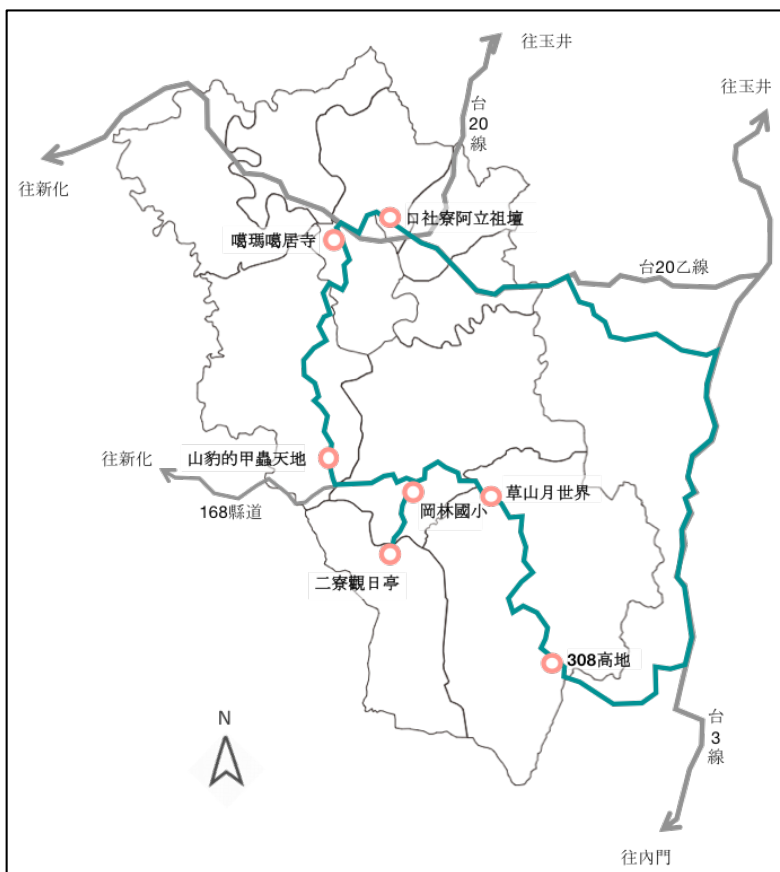 往玉井
往玉井
台
20
線
往新化
口社寮阿立祖壇
噶瑪噶居寺
台20乙線
山豹的甲蟲天地
往新化
草山月世界
岡林國小
168縣道
二寮觀日亭
308高地
N
台
3
線
往內門